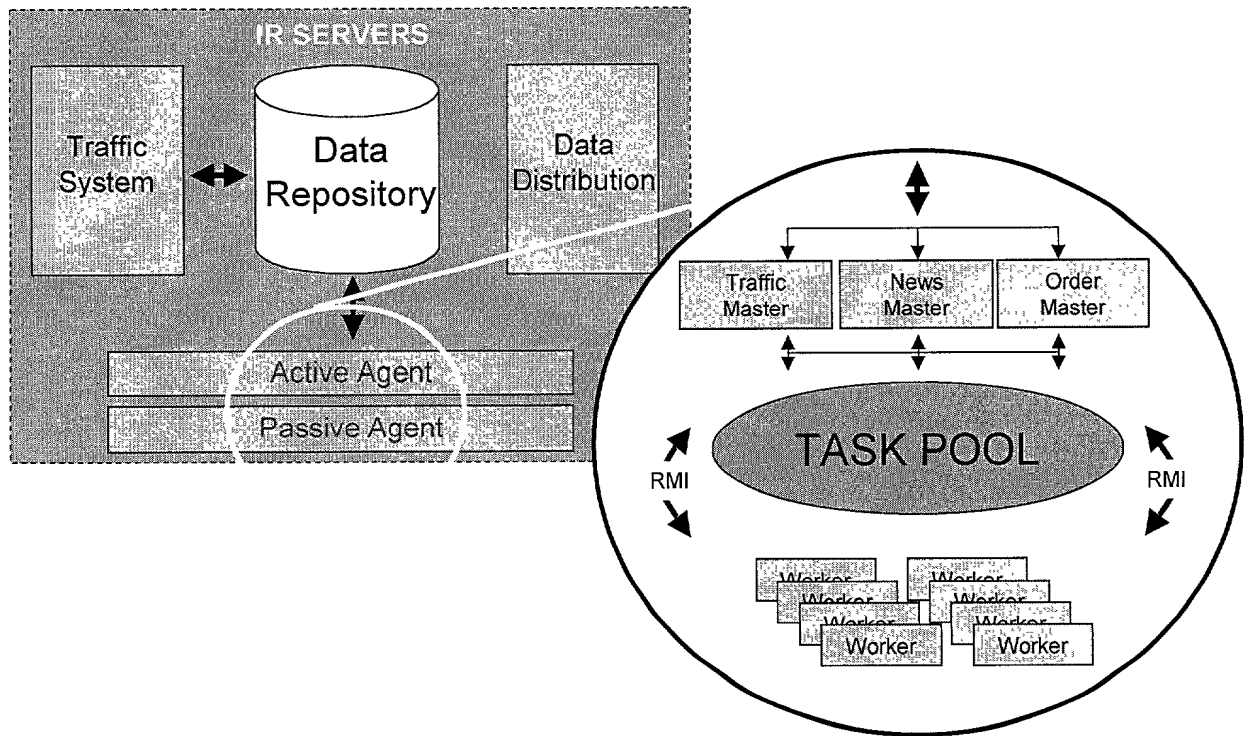 IR SERVERS
Traffic
System
Data
Repository
Data
Distribution
Active Agent
Passive Agent
Traffic
Master
News
Master
Order
Master
TASK POOL
RMI
RMI
Worker
Worker
Worker
Worker
Worker
Worker
Worker
Worker